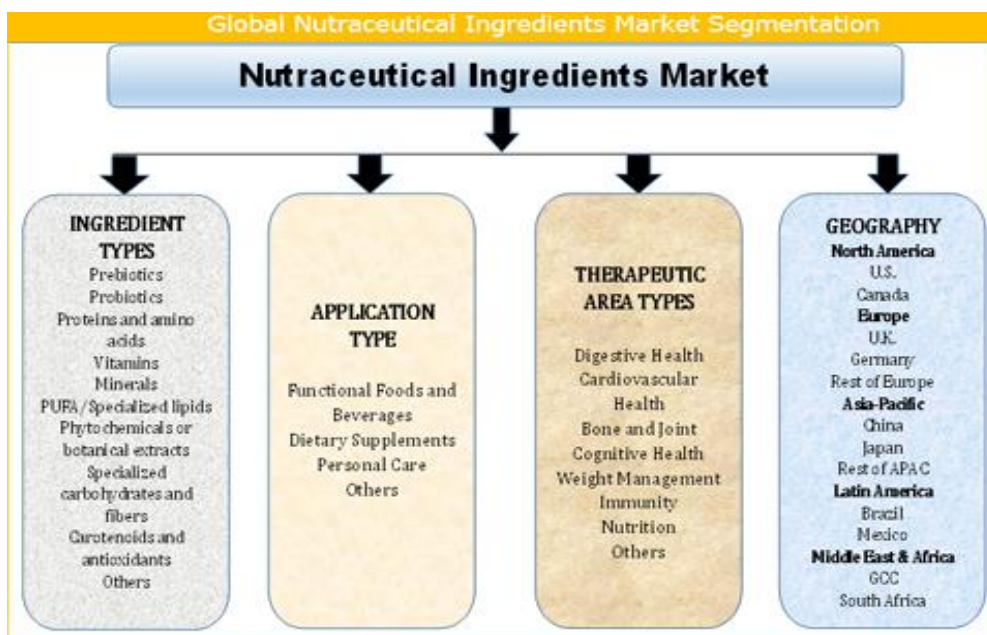 Global Nutraceutical Ingredients Market Segmentation
Nutraceutical Ingredients Market
INGREDIENT
TYPES
Prebiotics
Probiotics
Proteins and amino
acids
Vitamins
Minerals
PUFA/Specialized lipids
Phytochemicals or
botanical extracts
Specialized
carbohydrates and
fibers
Carotenoids and
antioxidants
Others
APPLICATION
TYPE
Functional Foods and
Beverages
Dietary Supplements
Personal Care
Others
THERAPEUTIC
AREA TYPES
Digestive Health
Cardiovascular
Health
Bone and Joint
Cognitive Health
Weight Management
Immunity
Nutrition
Others
GEOGRAPHY
North America
U.S.
Canada
Europe
U.K.
Germany
Rest of Europe
Asia-Pacific
China
Japan
Rest of APAC
Latin America
Brazil
Mexico
Middle East & Africa
GCC
South Africa